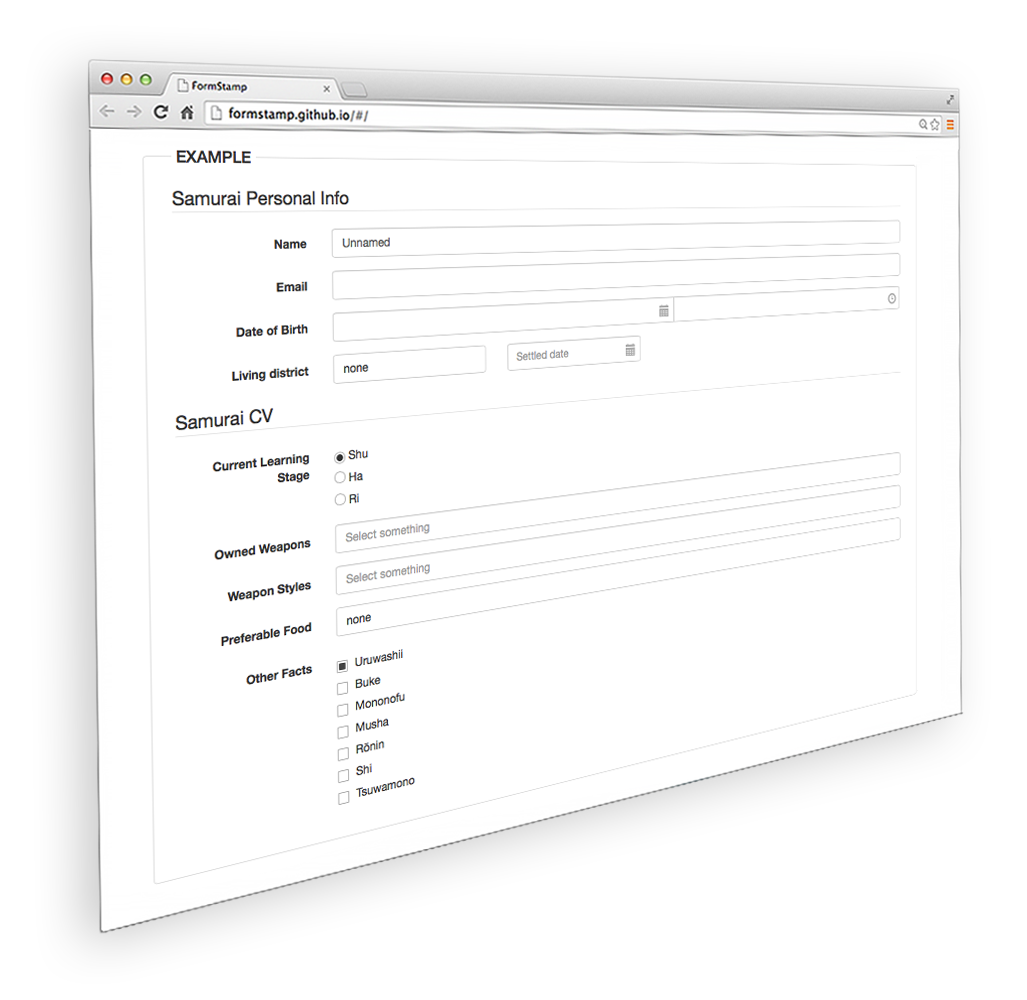 FormStamp
formstamp.github.io/#/
EXAMPLE
Samurai Personal Info
Name
Unnamed
Email
Date of Birth
Living district
none
Settled date
Samurai CV
Current Learning
Stage
Shu
Ha
Ri
Owned Weapons
Select something
Weapon Styles
Select something
Preferable Food
none
Other Facts
Uruwashii
Buke
Mononofu
Musha
Rōnin
Shi
Tsuwamono